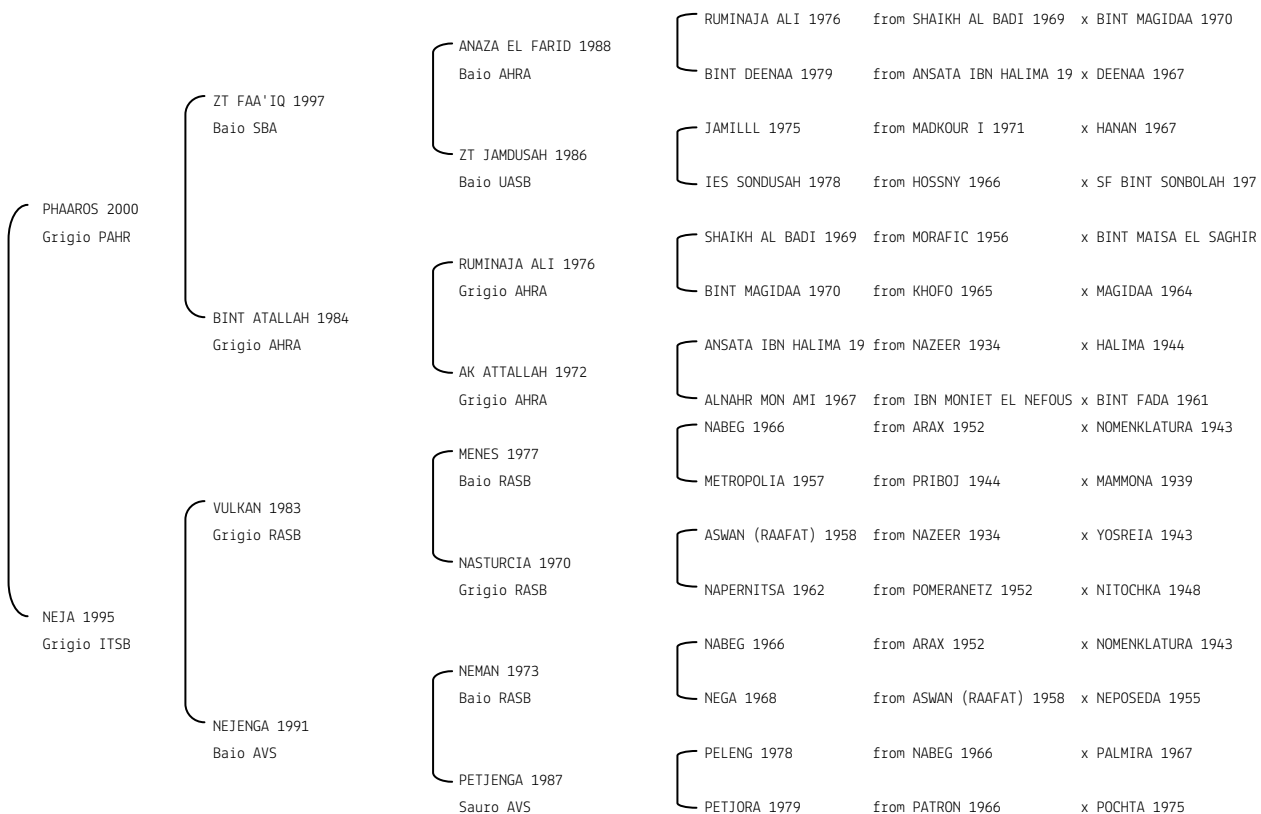 RUMINAJA ALI 1976 from SHAIKH AL BADI 1969 x BINT MAGIDAA 1970
ANAZA EL FARID 1988
Baio AHRA
BINT DEENAA 1979 from ANSATA IBN HALIMA 19 x DEENAA 1967
ZT FAA'IQ 1997
Baio SBA
JAMILLL 1975 from MADKOUR I 1971 x HANAN 1967
ZT JAMDUSAH 1986
Baio UASB
IES SONDUSAH 1978 from HOSSNY 1966 x SF BINT SONBOLAH 197
PHAAROS 2000
Grigio PAHR
SHAIKH AL BADI 1969 from MORAFIC 1956 x BINT MAISA EL SAGHIR
RUMINAJA ALI 1976
Grigio AHRA
BINT MAGIDAA 1970 from KHOFO 1965 x MAGIDAA 1964
BINT ATALLAH 1984
Grigio AHRA
ANSATA IBN HALIMA 19 from NAZEER 1934 x HALIMA 1944
AK ATTALLAH 1972
Grigio AHRA
ALNAHR MON AMI 1967 from IBN MONIET EL NEFOUS x BINT FADA 1961
NABEG 1966 from ARAX 1952 x NOMENKLATURA 1943
MENES 1977
Baio RASB
METROPOLIA 1957 from PRIBOJ 1944 x MAMMONA 1939
VULKAN 1983
Grigio RASB
ASWAN (RAAFAT) 1958 from NAZEER 1934 x YOSREIA 1943
NASTURCIA 1970
Grigio RASB
NAPERNITSA 1962 from POMERANETZ 1952 x NITOCHKA 1948
NEJA 1995
Grigio ITSB
NABEG 1966 from ARAX 1952 x NOMENKLATURA 1943
NEMAN 1973
Baio RASB
NEGA 1968 from ASWAN (RAAFAT) 1958 x NEPOSEDA 1955
NEJENGA 1991
Baio AVS
PELENG 1978 from NABEG 1966 x PALMIRA 1967
PETJENGA 1987
Sauro AVS
PETJORA 1979 from PATRON 1966 x POCHTA 1975